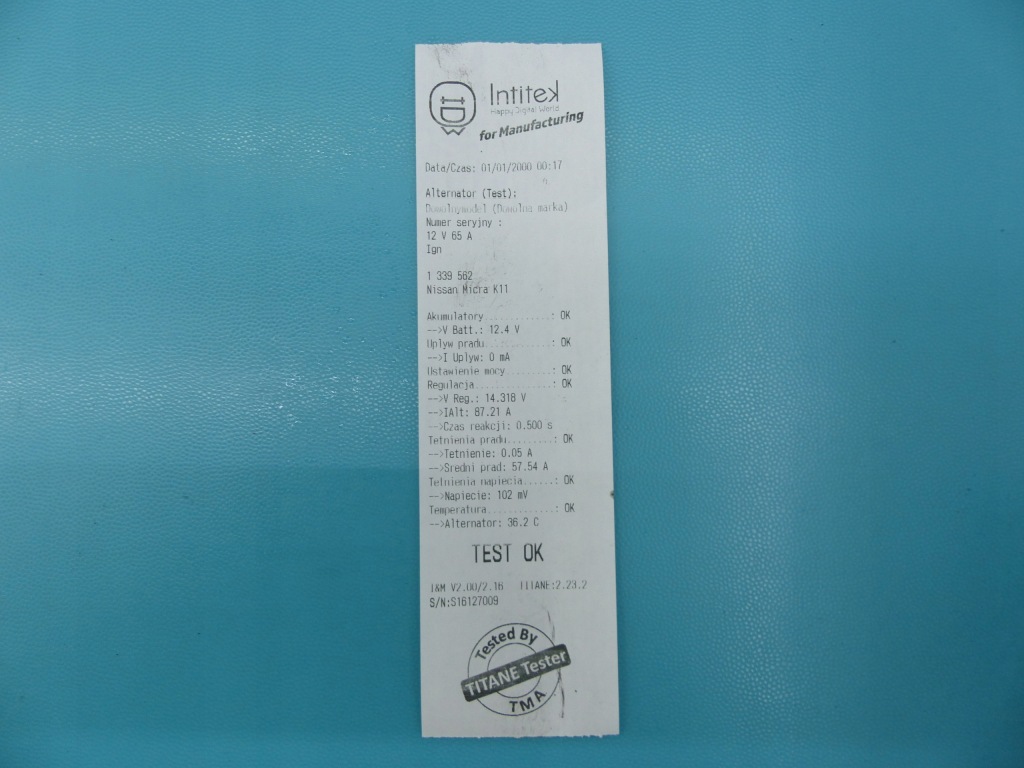 Intitek
Happy Digital World
for Manufacturing
Data/Czas: 01/01/2000 00:17
Alternator (Test):
Dowolnymodel (Dowolna marka)
Numer seryjny :
12 V 65 A
Ign
1 339 562
Nissan Micra K11
Akumulatory............: OK
-->V Batt.: 12.4 V
Uplyw pradu............: OK
-->I Uplyw: 0 mA
Ustawienie mocy........: OK
Regulacja..............: OK
-->V Reg.: 14.318 V
-->IAlt: 67.21 A
-->Czas reakcji: 0.500 s
Tetnienia pradu........: OK
-->Tetnienie: 0.05 A
-->Sredni prad: 57.54 A
Tetnienia napiecia.....: OK
-->Napiecie: 102 mV
Temperatura............: OK
-->Alternator: 36.2 C
TEST OK
I&M V2.00/2.16 TITANE:2.23.2
S/N:S16127009
Tested By
TITANE Tester
TMA